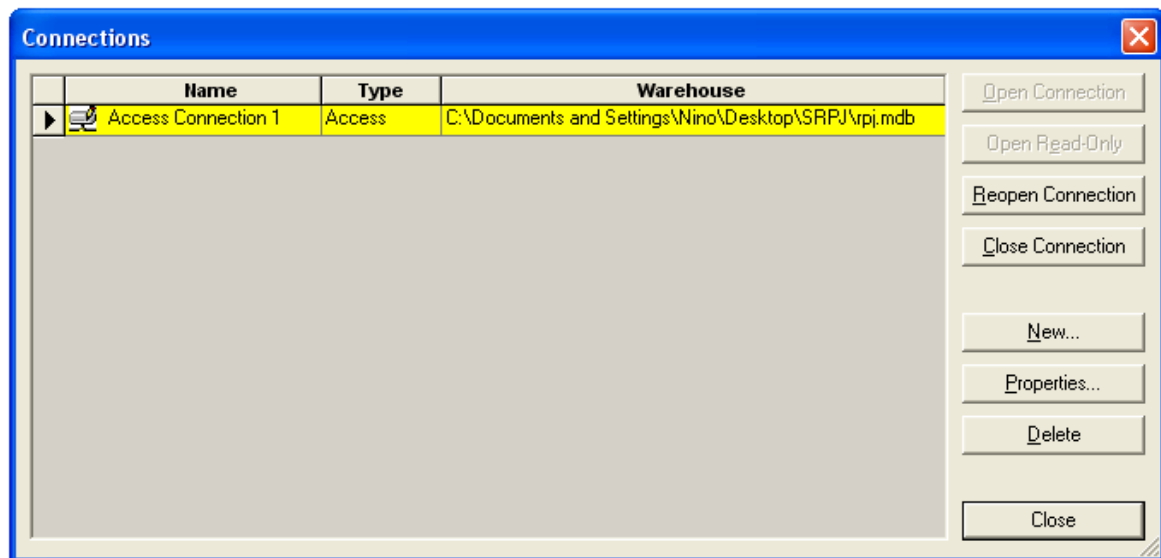 Connections
Name Type Warehouse
Access Connection 1 Access C:\Documents and Settings\Nino\Desktop\SRPJ\rpj.mdb
Open Connection
Open Read-Only
Reopen Connection
Close Connection
New...
Properties...
Delete
Close